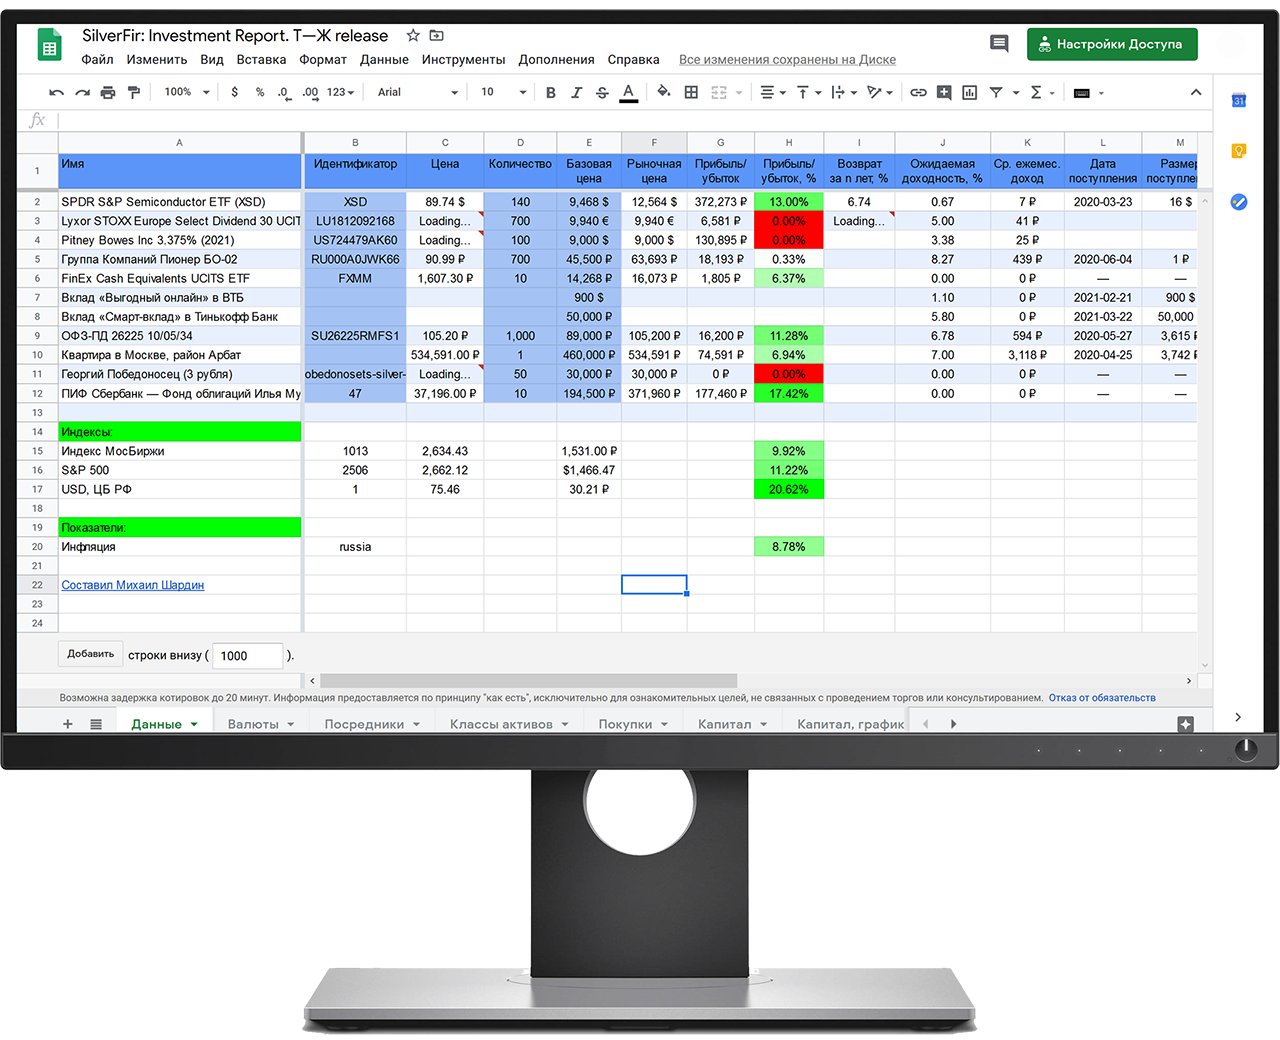 SilverFir: Investment Report. Т—Ж release
Настройки Доступа
Файл Изменить Вид Вставка Формат Данные Инструменты Дополнения Справка Все изменения сохранены на Диске
100% $ % .0 .00 123 Arial 10 B I S A
31
fx
A B C D E F G H I J K L M
1 Имя Идентификатор Цена Количество Базовая цена Рыночная цена Прибыль/ убыток Прибыль/ убыток, % Возврат за n лет, % Ожидаемая доходность, % Ср. ежемес. доход Дата поступления
2 SPDR S&P Semiconductor ETF (XSD) XSD 89.74 $ 140 9,468 $ 12,564 $ 372,273 ₽ 13.00% 6.74 0.67 7 ₽ 2020-03-23 16 $
3 Lyxor STOXX Europe Select Dividend 30 UCIT LU1812092168 Loading... 700 9,940 € 9,940 € 6,581 ₽ 0.00% Loading... 5.00 41 ₽
4 Pitney Bowes Inc 3.375% (2021) US724479AK60 Loading... 100 9,000 $ 9,000 $ 130,895 ₽ 0.00% 3.38 25 ₽
5 Группа Компаний Пионер БО-02 RU000A0JWK66 90.99 ₽ 700 45,500 ₽ 63,693 ₽ 18,193 ₽ 0.33% 8.27 439 ₽ 2020-06-04 1 ₽
6 FinEx Cash Equivalents UCITS ETF FXMM 1,607.30 ₽ 10 14,268 ₽ 16,073 ₽ 1,805 ₽ 6.37% 0.00 0 ₽ — —
7 Вклад «Выгодный онлайн» в ВТБ 900 $ 1.10 0 ₽ 2021-02-21 900 $
8 Вклад «Смарт-вклад» в Тинькофф Банк 50,000 ₽ 5.80 0 ₽ 2021-03-22 50,000
9 ОФЗ-ПД 26225 10/05/34 SU26225RMFS1 105.20 ₽ 1,000 89,000 ₽ 105,200 ₽ 16,200 ₽ 11.28% 6.78 594 ₽ 2020-05-27 3,615 ₽
10 Квартира в Москве, район Арбат 534,591.00 ₽ 1 460,000 ₽ 534,591 ₽ 74,591 ₽ 6.94% 7.00 3,118 ₽ 2020-04-25 3,742 ₽
11 Георгий Победоносец (3 рубля) obedonosets-silver- Loading... 50 30,000 ₽ 30,000 ₽ 0 ₽ 0.00% 0.00 0 ₽ — —
12 ПИФ Сбербанк — Фонд облигаций Илья Му 47 37,196.00 ₽ 10 194,500 ₽ 371,960 ₽ 177,460 ₽ 17.42% 0.00 0 ₽ — —
13
14 Индексы:
15 Индекс МосБиржи 1013 2,634.43 1,531.00 ₽ 9.92%
16 S&P 500 2506 2,662.12 $1,466.47 11.22%
17 USD, ЦБ РФ 1 75.46 30.21 ₽ 20.62%
18
19 Показатели:
20 Инфляция russia 8.78%
21
22 Составил Михаил Шардин
23
24
Добавить строки внизу ( 1000 ).
Возможна задержка котировок до 20 минут. Информация предоставляется по принципу "как есть", исключительно для ознакомительных целей, не связанных с проведением торгов или консультированием. Отказ от обязательств
Данные Валюты Посредники Классы активов Покупки Капитал Капитал, график